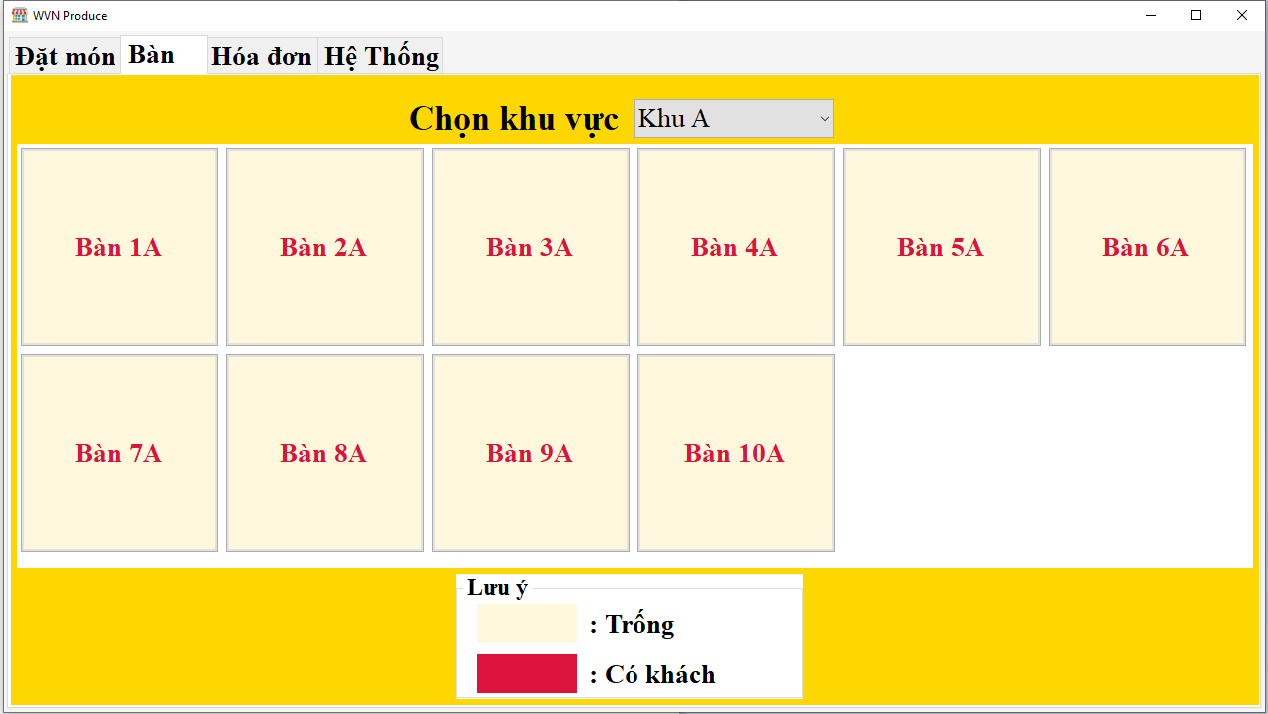 WVN Produce
Đặt món Bàn Hóa đơn Hệ Thống
Chọn khu vực Khu A
Bàn 1A Bàn 2A Bàn 3A Bàn 4A Bàn 5A Bàn 6A
Bàn 7A Bàn 8A Bàn 9A Bàn 10A
Lưu ý
: Trống
: Có khách